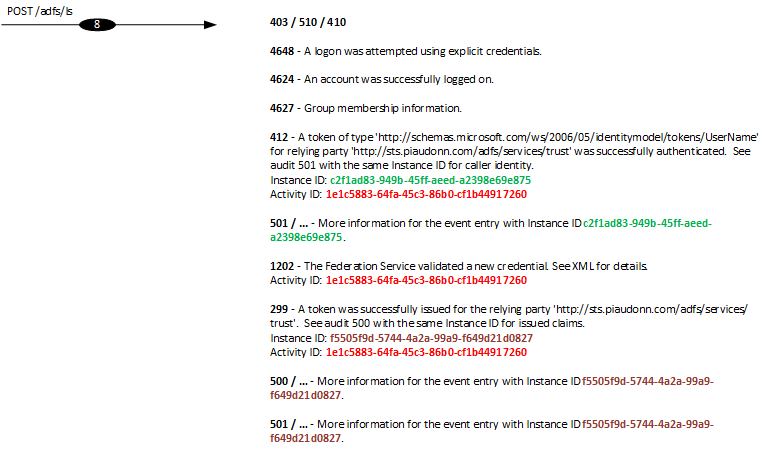 POST /adfs/ls
8
403 / 510 / 410
4648 - A logon was attempted using explicit credentials.
4624 - An account was successfully logged on.
4627 - Group membership information.
412 - A token of type 'http://schemas.microsoft.com/ws/2006/05/identitymodel/tokens/UserName'
for relying party 'http://sts.piaudonn.com/adfs/services/trust' was successfully authenticated. See
audit 501 with the same Instance ID for caller identity.
Instance ID: c2f1ad83-949b-45ff-aeed-a2398e69e875
Activity ID: 1e1c5883-64fa-45c3-86b0-cf1b44917260
501 / ... - More information for the event entry with Instance ID c2f1ad83-949b-45ff-aeed-
a2398e69e875.
1202 - The Federation Service validated a new credential. See XML for details.
Activity ID: 1e1c5883-64fa-45c3-86b0-cf1b44917260
299 - A token was successfully issued for the relying party 'http://sts.piaudonn.com/adfs/services/
trust'. See audit 500 with the same Instance ID for issued claims.
Instance ID: f5505f9d-5744-4a2a-99a9-f649d21d0827
Activity ID: 1e1c5883-64fa-45c3-86b0-cf1b44917260
500 / ... - More information for the event entry with Instance ID f5505f9d-5744-4a2a-99a9-
f649d21d0827.
501 / ... - More information for the event entry with Instance ID f5505f9d-5744-4a2a-99a9-
f649d21d0827.